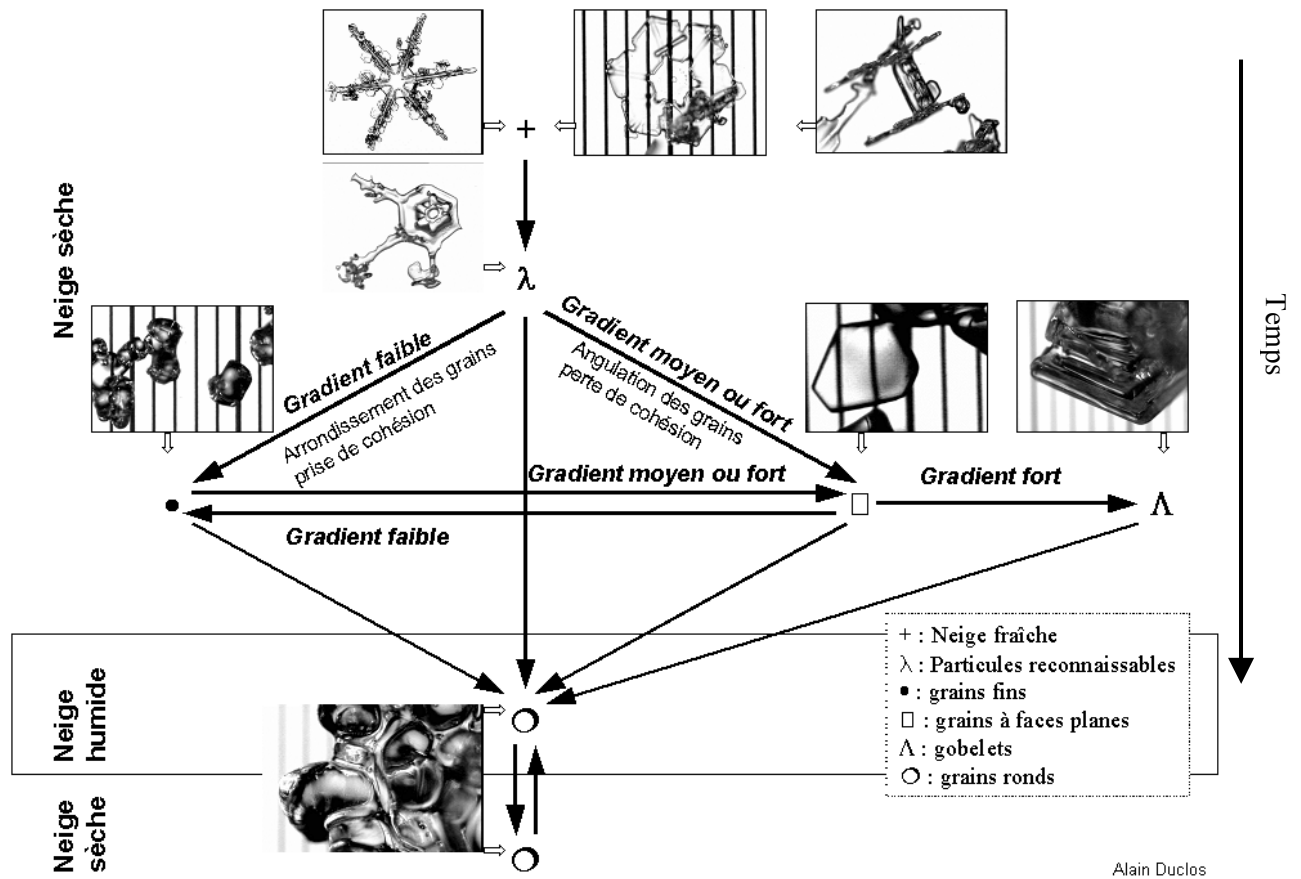 Neige sèche
+
λ
Gradient faible
Arrondissement des grains
prise de cohésion
Gradient moyen ou fort
Angulation des grains
perte de cohésion
Temps
Gradient moyen ou fort
Gradient fort
Λ
Gradient faible
+ : Neige fraîche
λ : Particules reconnaissables
● : grains fins
□ : grains à faces planes
Λ : gobelets
○ : grains ronds
Neige
humide
Neige
sèche
Alain Duclos